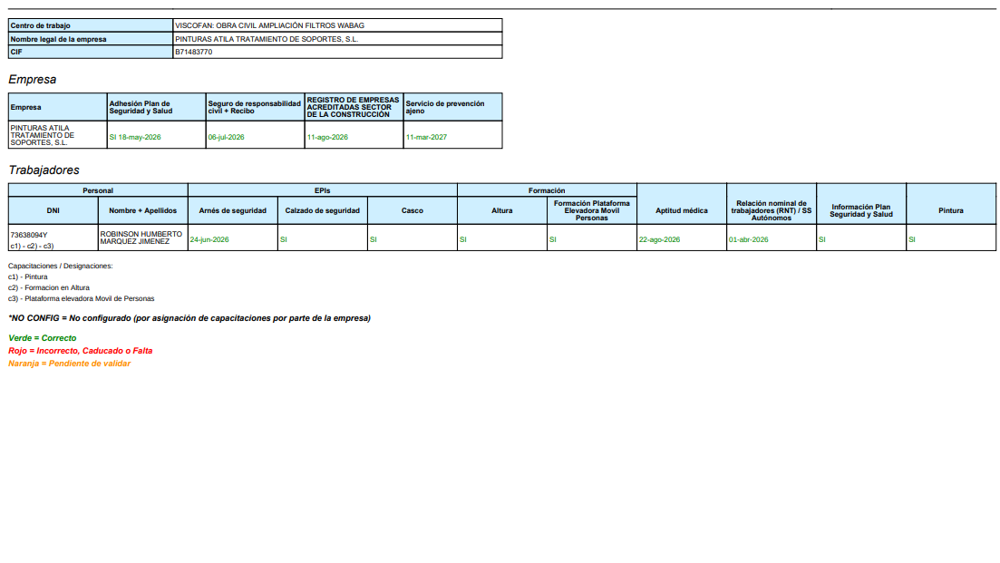 Centro de trabajo VISCOFAN: OBRA CIVIL AMPLIACIÓN FILTROS WABAG
Nombre legal de la empresa PINTURAS ATILA TRATAMIENTO DE SOPORTES, S.L.
CIF B71483770
Empresa
Empresa
Adhesión Plan de
Seguridad y Salud
Seguro de responsabilidad
civil + Recibo
REGISTRO DE EMPRESAS
ACREDITADAS SECTOR
DE LA CONSTRUCCIÓN
Servicio de prevención
ajeno
PINTURAS ATILA
TRATAMIENTO DE
SOPORTES, S.L.
SI 18-may-2026
06-jul-2026
11-ago-2026
11-mar-2027
Trabajadores
Personal
EPIs
Formación
DNI
Nombre + Apellidos
Arnés de seguridad
Calzado de seguridad
Casco
Altura
Formación Plataforma
Elevadora Movil
Personas
Aptitud médica
Relación nominal de
trabajadores (RNT) / SS
Autónomos
Información Plan
Seguridad y Salud
Pintura
73638094Y
c1) - c2) - c3)
ROBINSON HUMBERTO
MARQUEZ JIMENEZ
24-jun-2026
SI
SI
SI
SI
22-ago-2026
01-abr-2026
SI
SI
Capacitaciones / Designaciones:
c1) - Pintura
c2) - Formacion en Altura
c3) - Plataforma elevadora Movil de Personas
*NO CONFIG = No configurado (por asignación de capacitaciones por parte de la empresa)
Verde = Correcto
Rojo = Incorrecto, Caducado o Falta
Naranja = Pendiente de validar